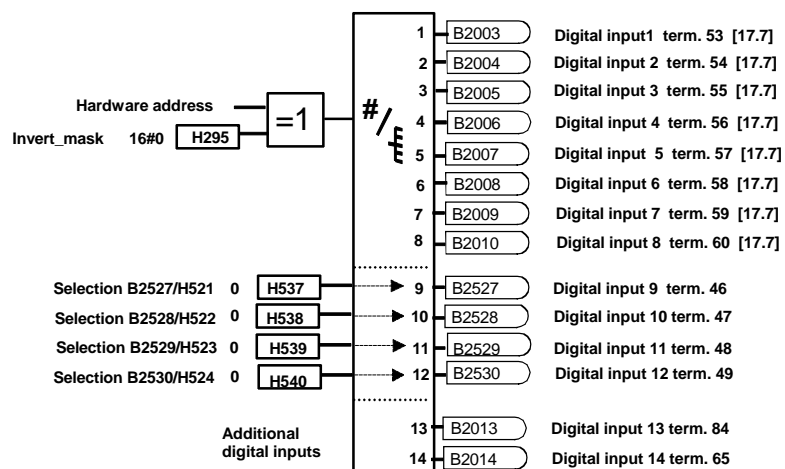 1 B2003 Digital input1 term. 53 [17.7]
2 B2004 Digital input 2 term. 54 [17.7]
3 B2005 Digital input 3 term. 55 [17.7]
Hardware address =1 #/
4 B2006 Digital input 4 term. 56 [17.7]
Invert_mask 16#0 H295
5 B2007 Digital input 5 term. 57 [17.7]
6 B2008 Digital input 6 term. 58 [17.7]
7 B2009 Digital input 7 term. 59 [17.7]
8 B2010 Digital input 8 term. 60 [17.7]
Selection B2527/H521 0 H537 9 B2527 Digital input 9 term. 46
Selection B2528/H522 0 H538 10 B2528 Digital input 10 term. 47
Selection B2529/H523 0 H539 11 B2529 Digital input 11 term. 48
Selection B2530/H524 0 H540 12 B2530 Digital input 12 term. 49
13 B2013 Digital input 13 term. 84
Additional
digital inputs
14 B2014 Digital input 14 term. 65